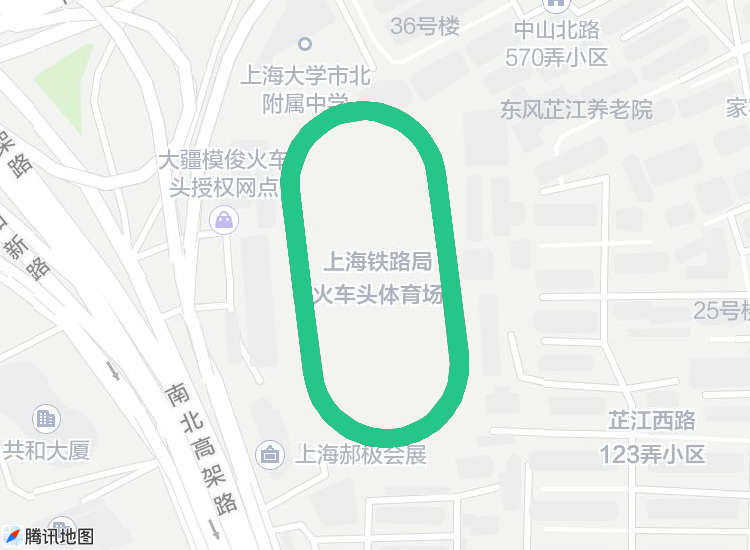 36号楼
中山北路
570弄小区
上海大学市北
附属中学
东风芷江养老院
家
大疆模俊火车
头授权网点
架路
新路
上海铁路局
火车头体育场
25号楼
南北高架路
芷江西路
123弄小区
共和大厦
上海郝极会展
腾讯地图